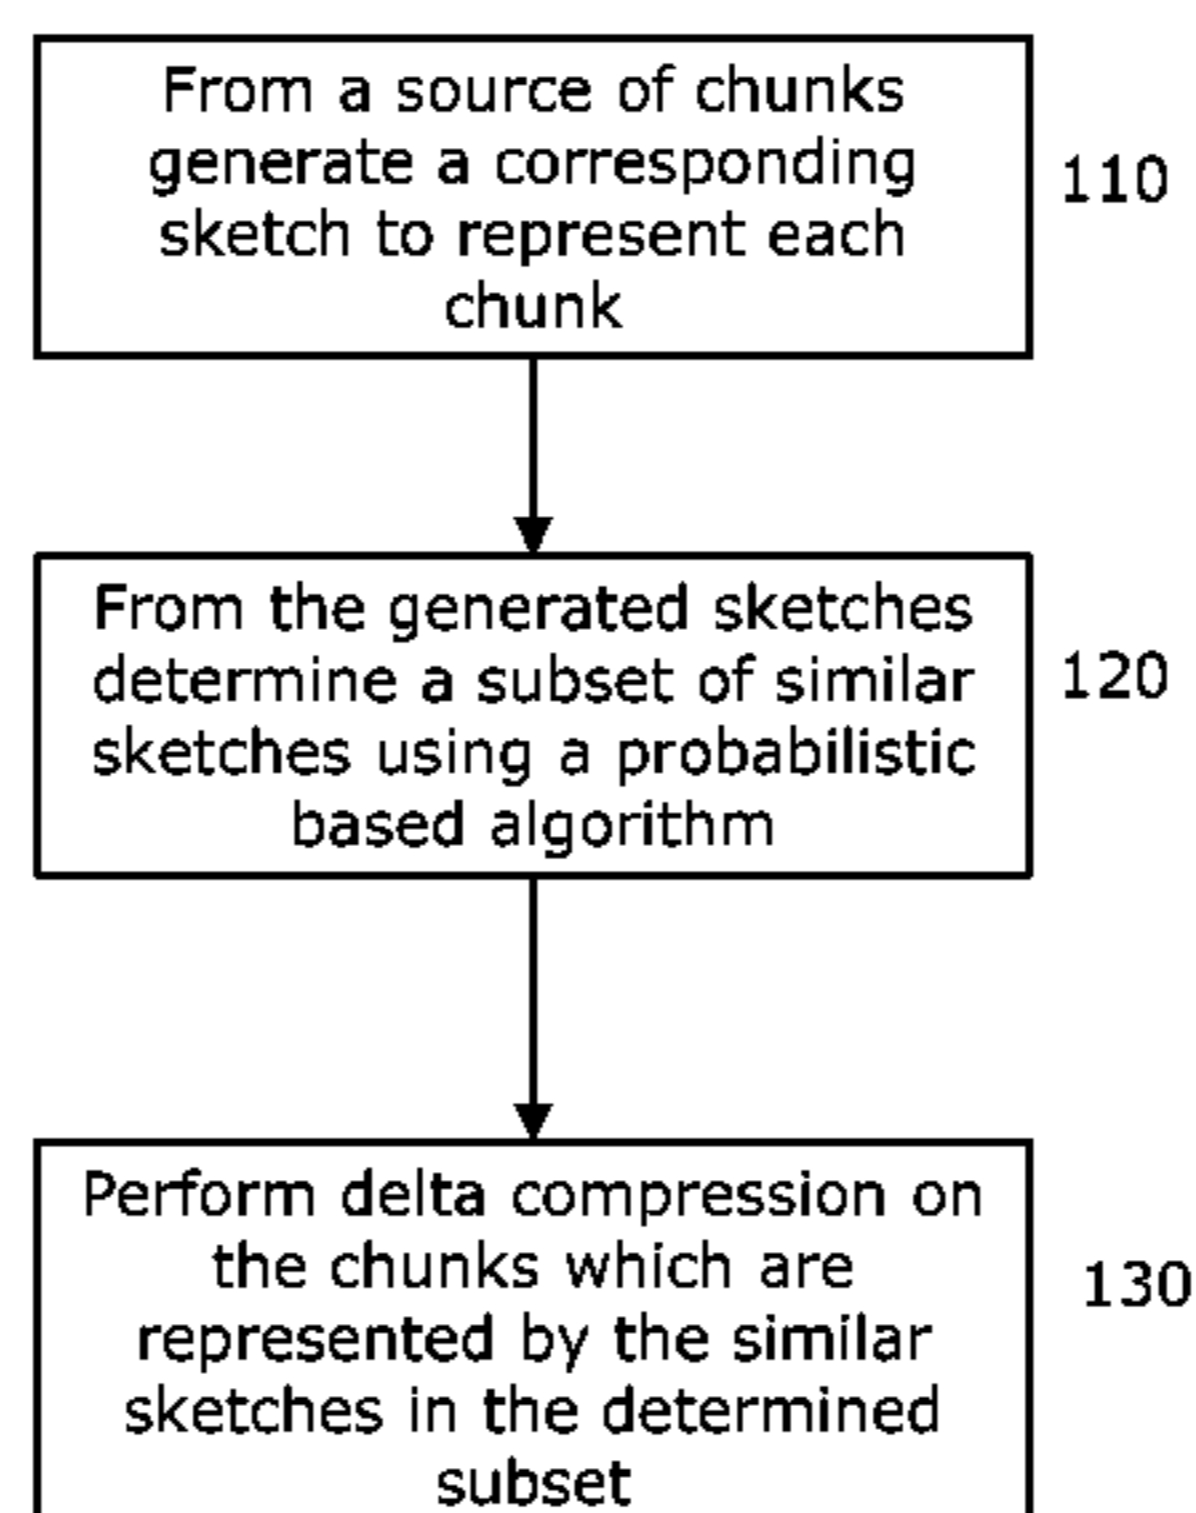 From a source of chunks
generate a corresponding
sketch to represent each
chunk
110
From the generated sketches
determine a subset of similar
sketches using a probabilistic
based algorithm
120
Perform delta compression on
the chunks which are
represented by the similar
sketches in the determined
subset
130